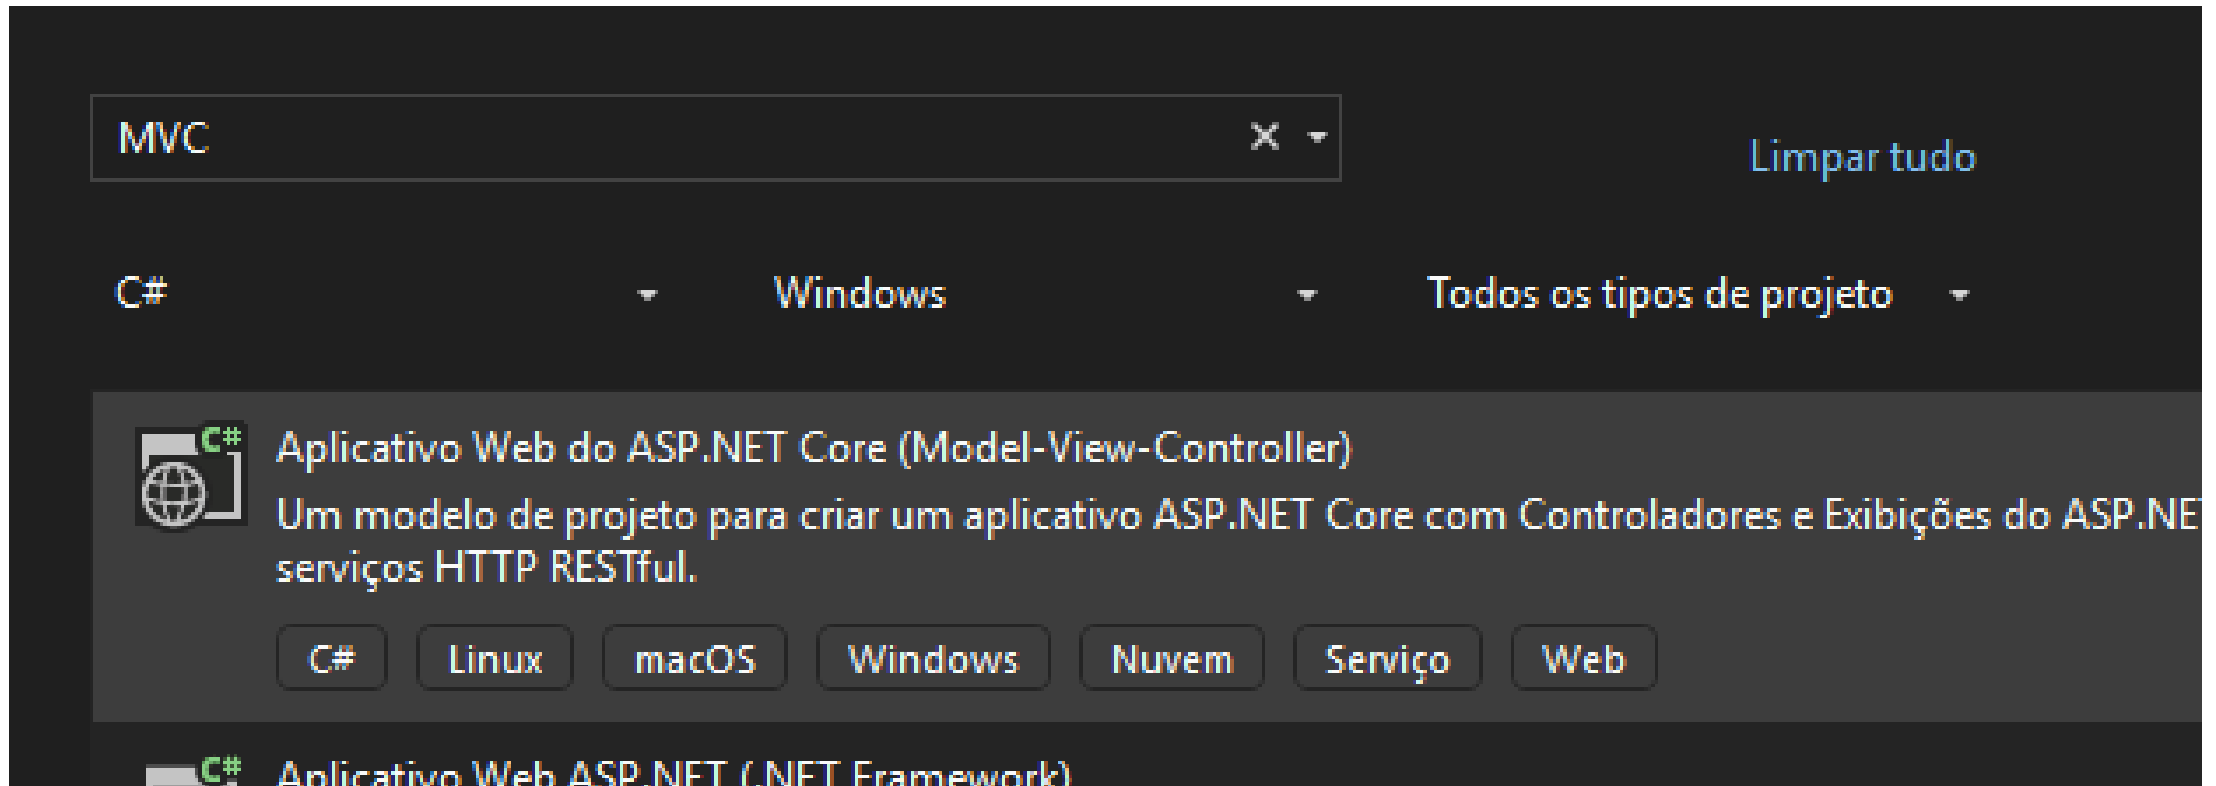 MVC
Limpar tudo
C#
Windows
Todos os tipos de projeto
C#
Aplicativo Web do ASP.NET Core (Model-View-Controller)
Um modelo de projeto para criar um aplicativo ASP.NET Core com Controladores e Exibições do ASP.NET
serviços HTTP RESTful.
C# Linux macOS Windows Nuvem Serviço Web
C#
Aplicativo Web ASP.NET (.NET Framework)